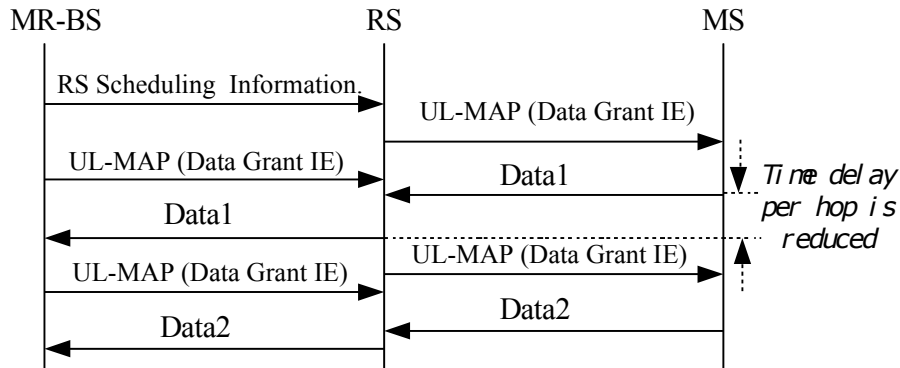 MR-BS RS MS
RS Scheduling Information.
UL-MAP (Data Grant IE)
UL-MAP (Data Grant IE)
Data1
Time delay
per hop is
reduced
Data1
UL-MAP (Data Grant IE)
UL-MAP (Data Grant IE)
Data2
Data2